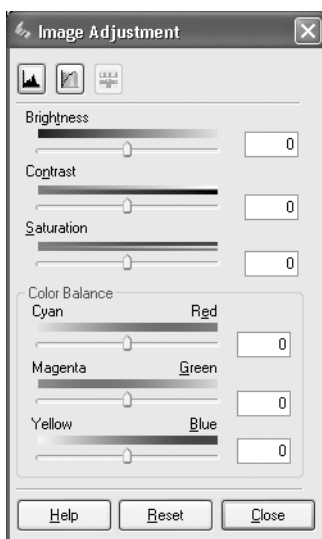 Image Adjustment
Brightness
0
Contrast
0
Saturation
0
Color Balance
Cyan Red
0
Magenta Green
0
Yellow Blue
0
Help Reset Close